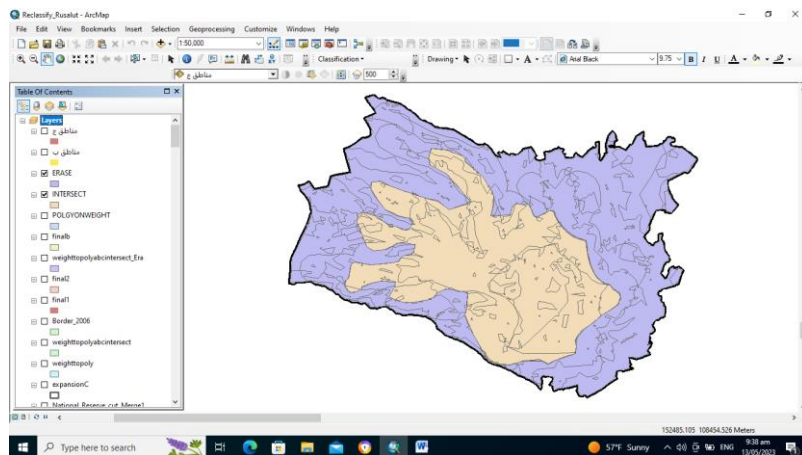 Reclassify_Rusalut - ArcMap
File Edit View Bookmarks Insert Selection Geoprocessing Customize Windows Help
1:50,000
Classification
Drawing
Arial Black
9.75
B I U A
مناطق ج
500
Table Of Contents
Layers
مناطق ج
مناطق ب
ERASE
INTERSECT
POLGYONWEIGHT
finalb
weighttopolyabcintersect_Era
final2
final1
Border_2006
weighttopolyabcintersect
weighttopoly
expansionC
National_Reserve_cut_Merge1
152485.105 108454.526 Meters
Type here to search
57°F Sunny
ENG
9:38 am
13/05/2023